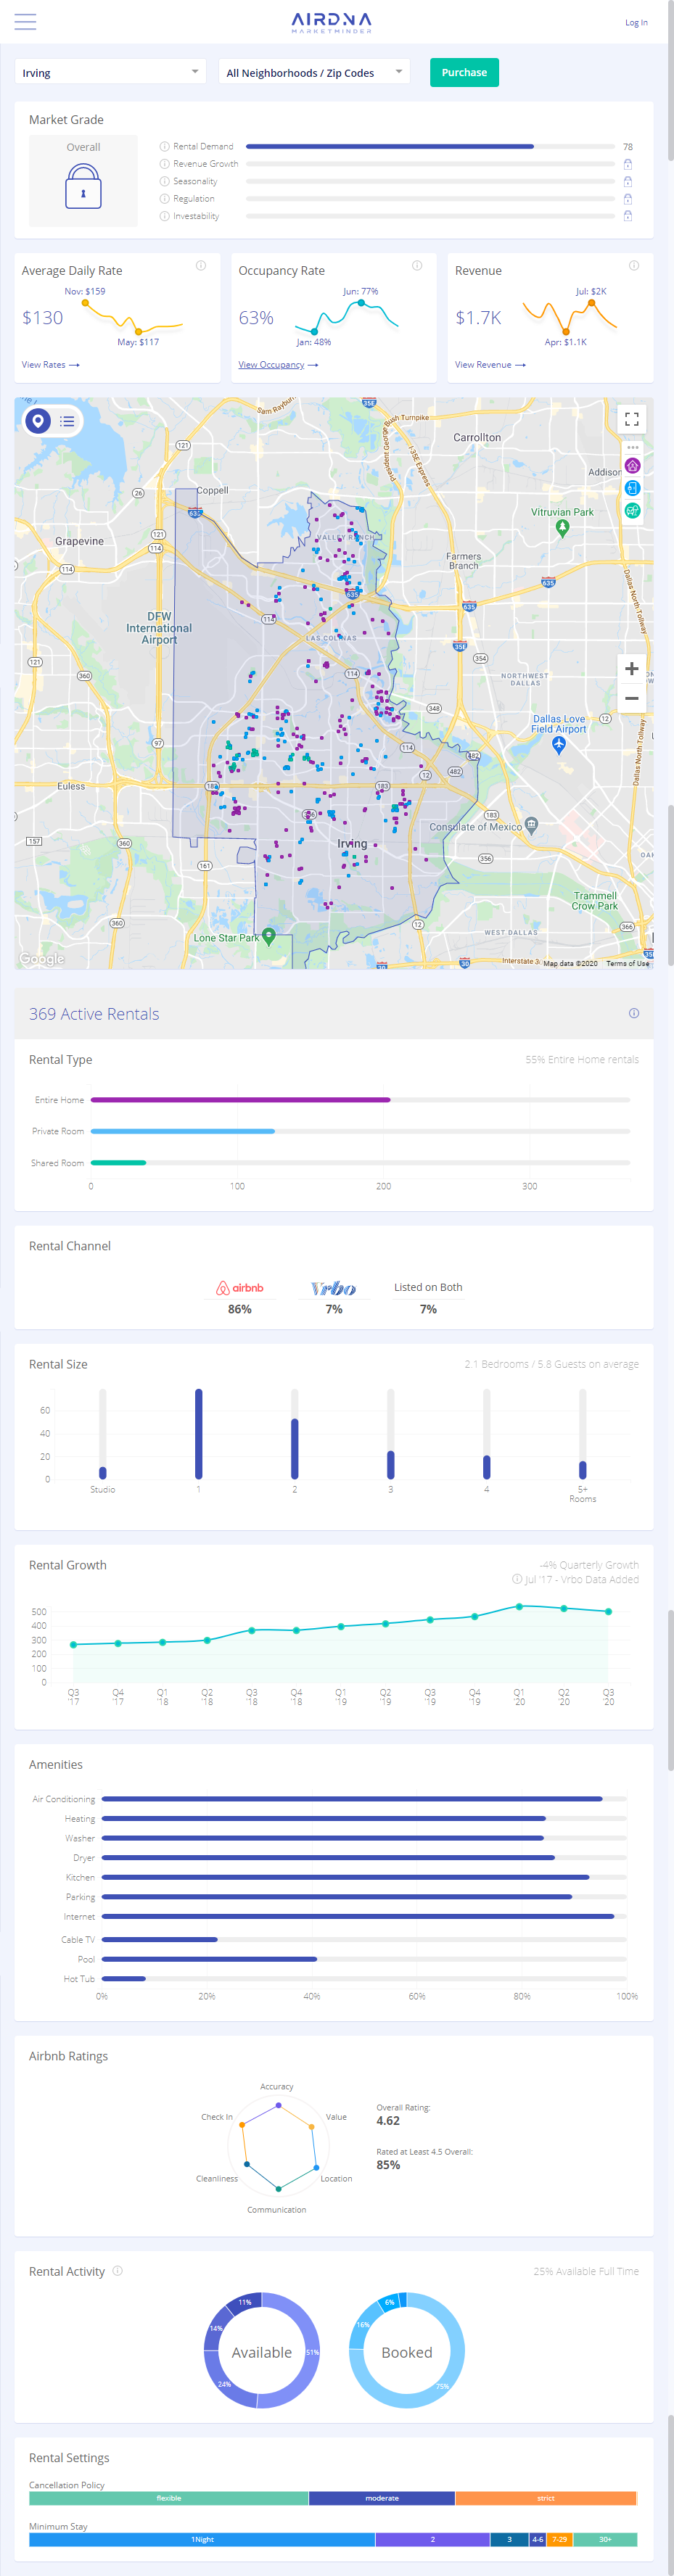 AIRDNA
MARKETMINDER
Log In
Irving
All Neighborhoods / Zip Codes
Purchase
Market Grade
Overall
Rental Demand 78
Revenue Growth
Seasonality
Regulation
Investability
Average Daily Rate
Nov: $159
$130
May: $117
View Rates →
Occupancy Rate
Jun: 77%
63%
Jan: 48%
View Occupancy →
Revenue
Jul: $2K
$1.7K
Apr: $1.1K
View Revenue →
Sam Rayburn
President George Bush Turnpike
I-35E Express
Carrollton
Coppell
Grapevine
VALLEY RANCH
Vitruvian Park
Farmers
Branch
DFW
International
Airport
LAS COLINAS
NORTHWEST
DALLAS
Dallas North Tollway
Dallas Love
Field Airport
Dallas North Tollway
Euless
Irving
Consulate of Mexico
Trammell
Crow Park
WEST DALLAS
Lone Star Park
Google
Interstate 3
Map data ©2020
Terms of Use
369 Active Rentals
Rental Type
55% Entire Home rentals
Entire Home
Private Room
Shared Room
0 100 200 300
Rental Channel
airbnb
86%
Vrbo
7%
Listed on Both
7%
Rental Size
2.1 Bedrooms / 5.8 Guests on average
60
40
20
0
Studio 1 2 3 4 5+
Rooms
Rental Growth
-4% Quarterly Growth
Jul '17 - Vrbo Data Added
500
400
300
200
100
0
Q3 Q4 Q1 Q2 Q3 Q4 Q1 Q2 Q3 Q4 Q1 Q2 Q3
'17 '17 '18 '18 '18 '18 '19 '19 '19 '19 '20 '20 '20
Amenities
Air Conditioning
Heating
Washer
Dryer
Kitchen
Parking
Internet
Cable TV
Pool
Hot Tub
0% 20% 40% 60% 80% 100%
Airbnb Ratings
Accuracy
Value
Location
Communication
Cleanliness
Check In
Overall Rating:
4.62
Rated at Least 4.5 Overall:
85%
Rental Activity
25% Available Full Time
Available
11%
14%
24%
51%
Booked
6%
16%
75%
Rental Settings
Cancellation Policy
flexible moderate strict
Minimum Stay
1Night 2 3 4-6 7-29 30+